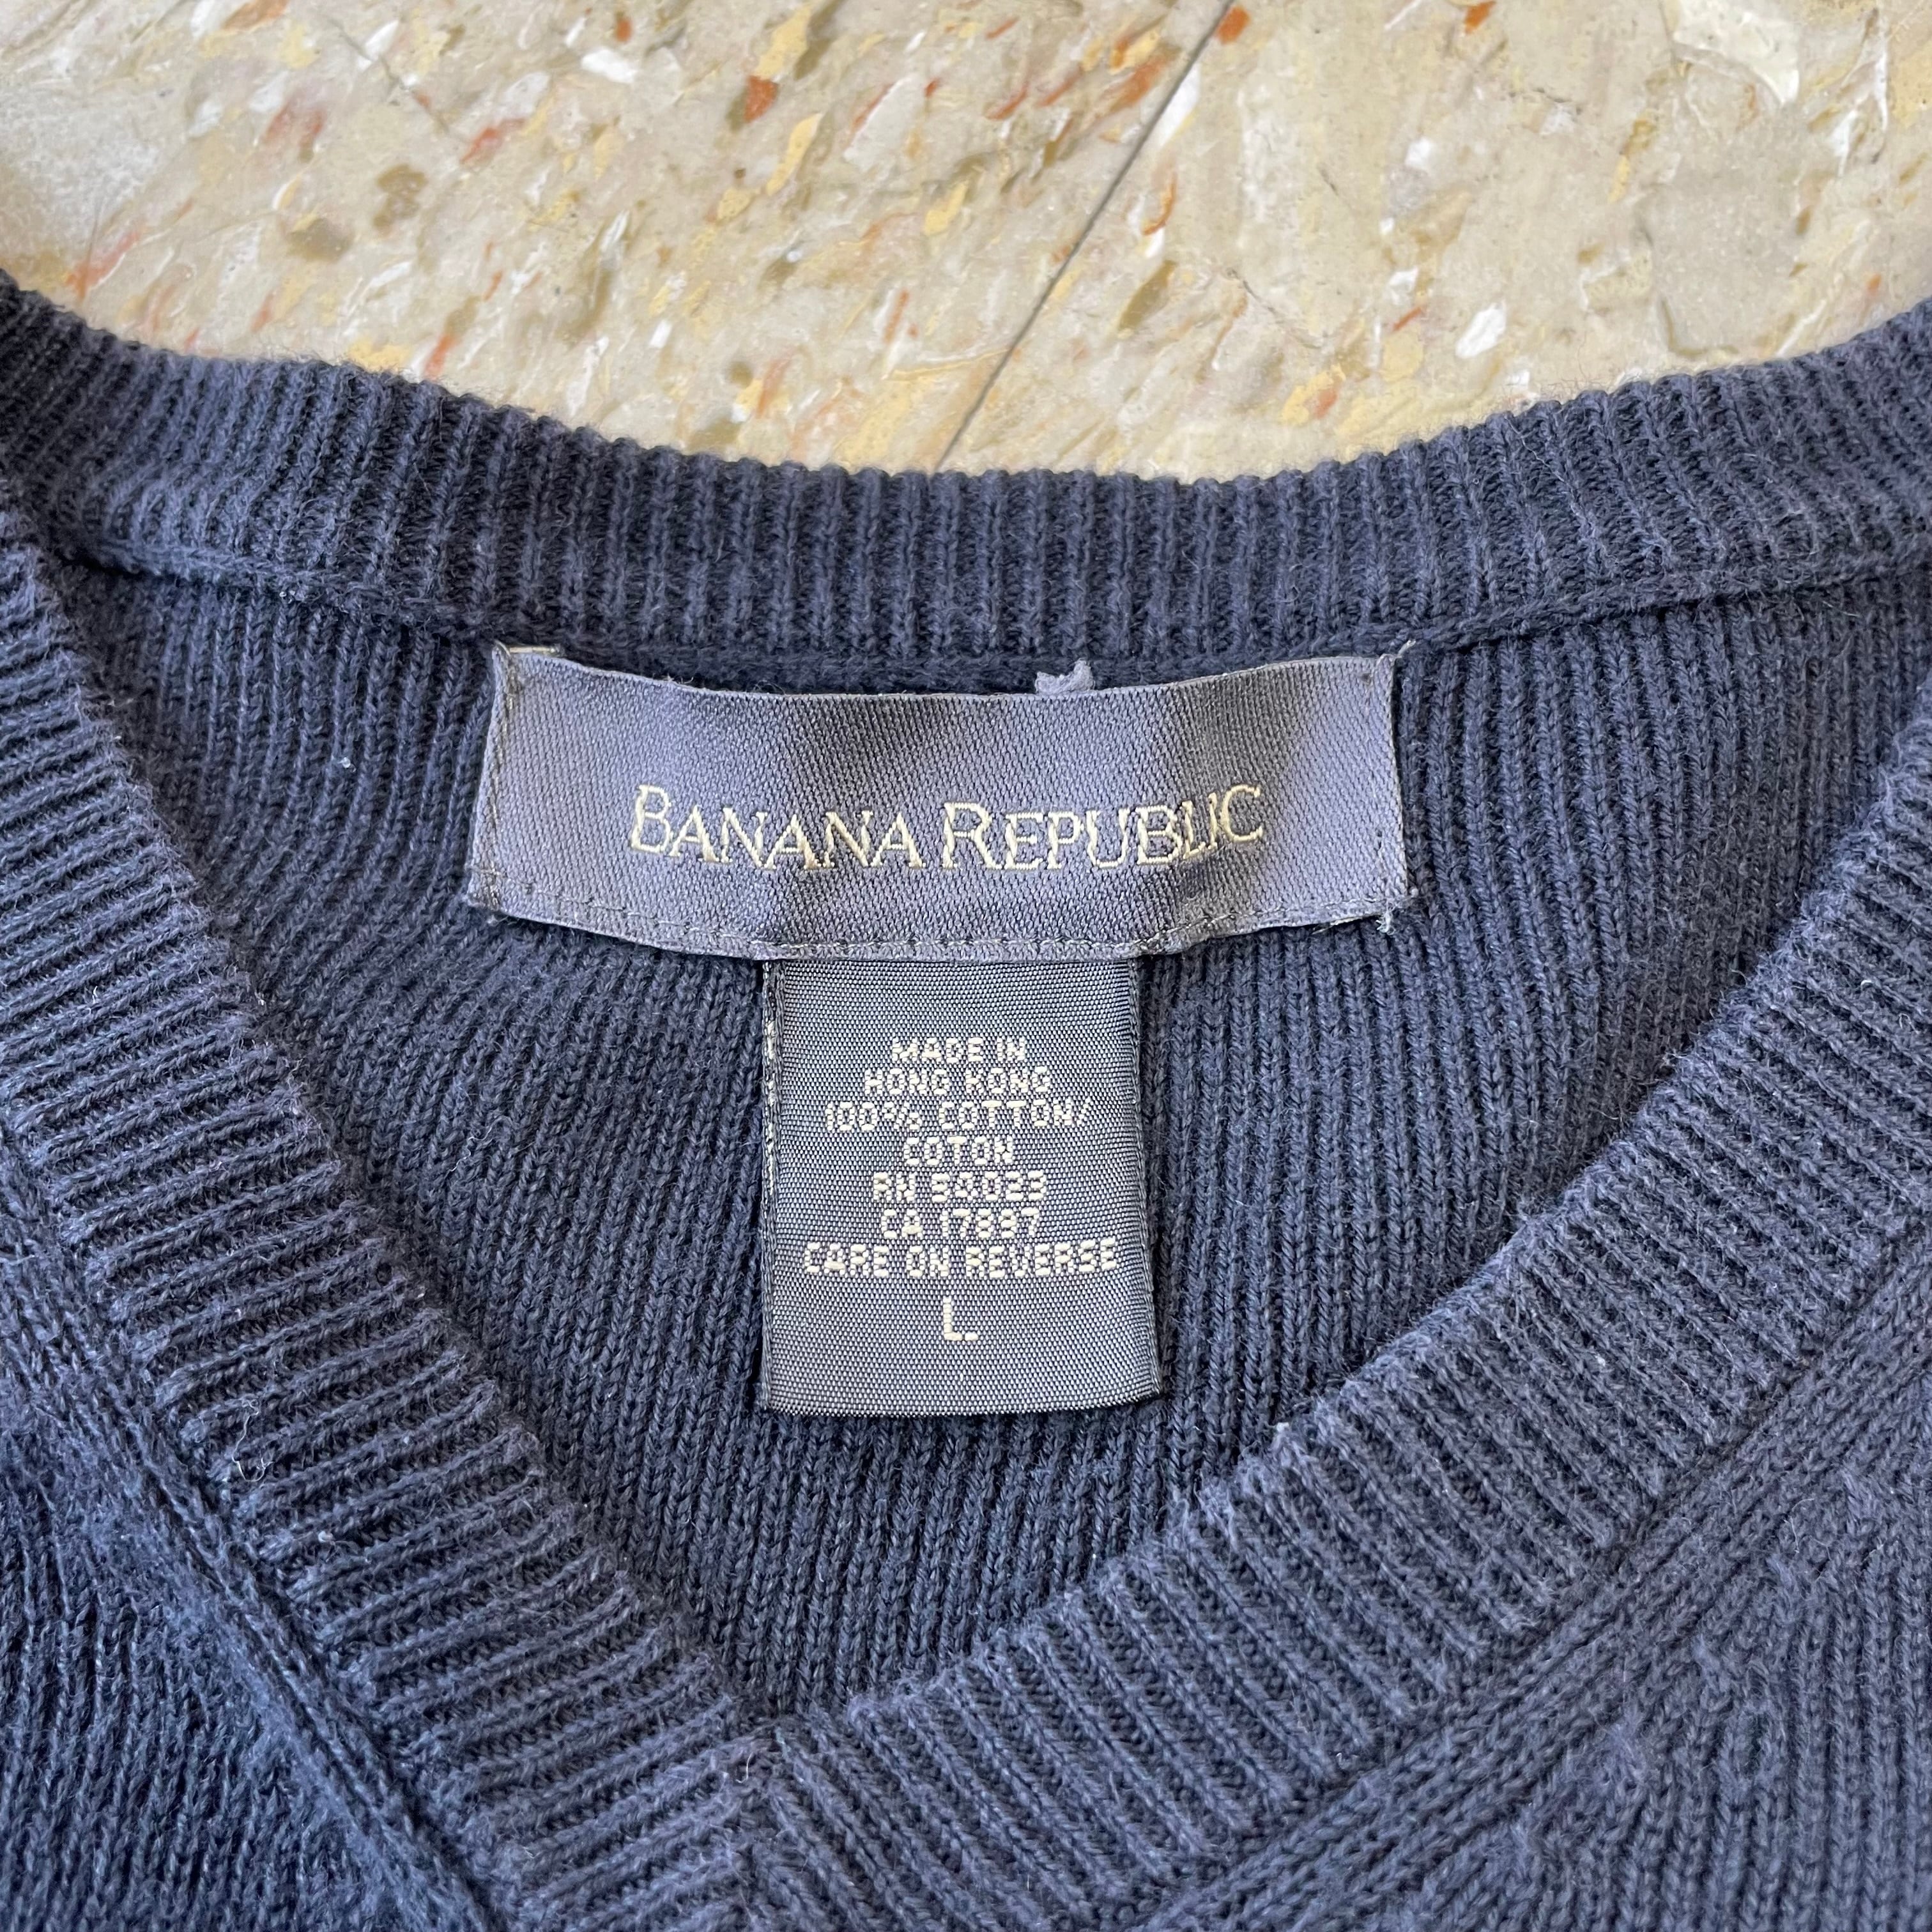 BANANA REPUBLIC
MADE IN
HONG KONG
100% COTTON/
COTON
RN 54023
CA 17897
CARE ON REVERSE
L